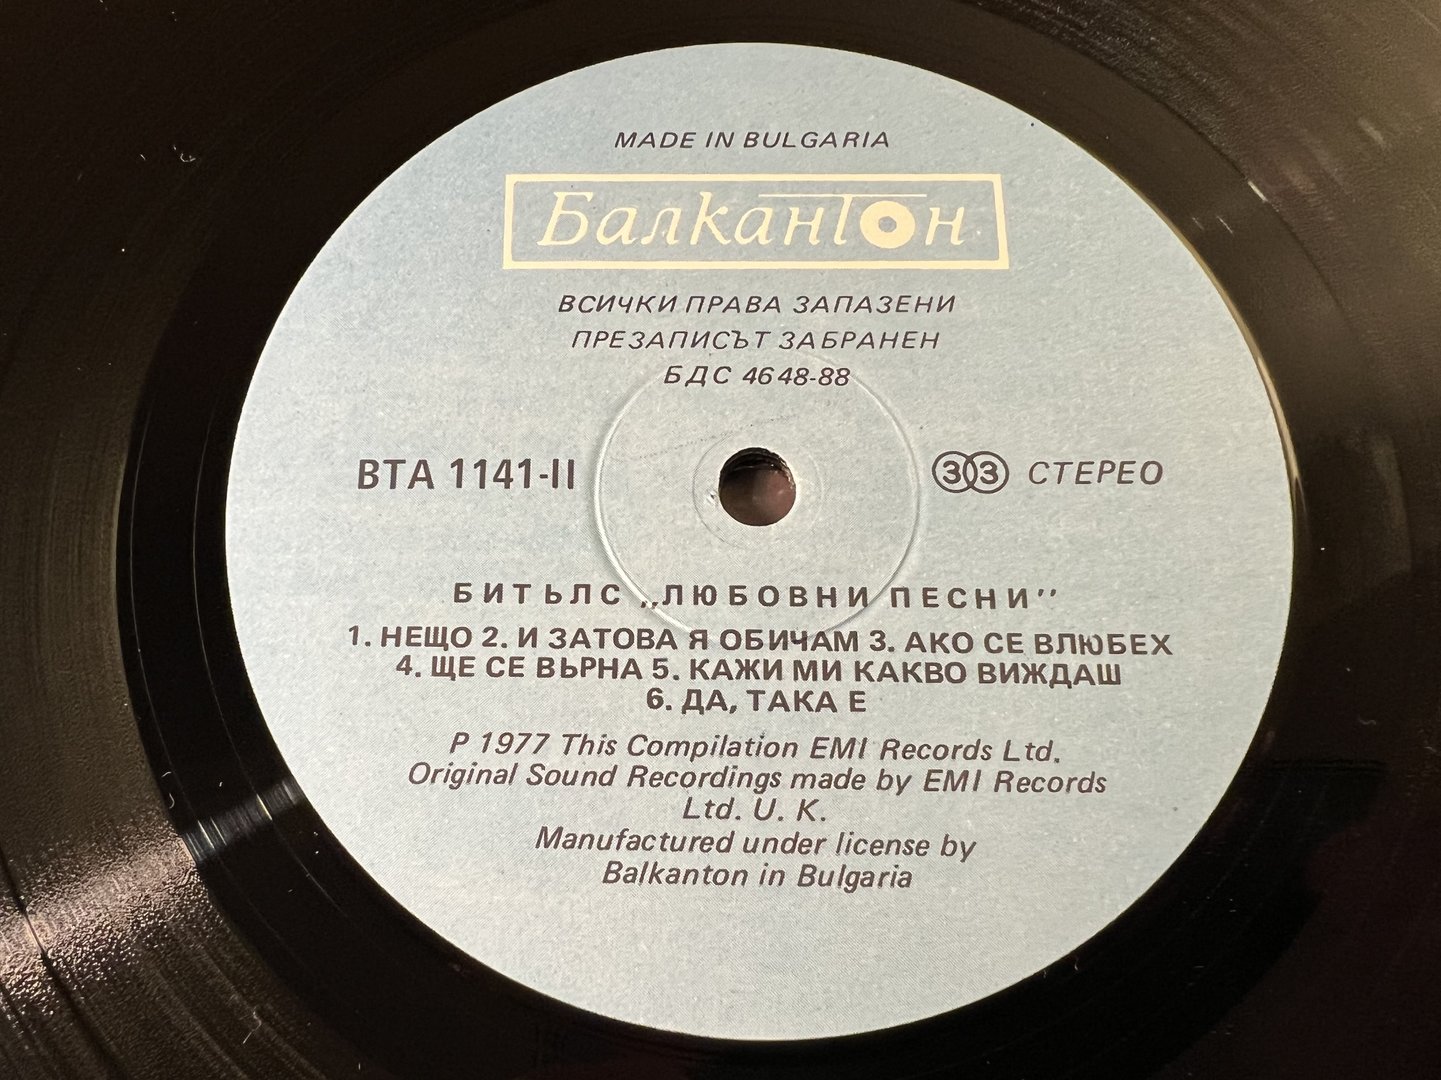 MADE IN BULGARIA
Балкантон
ВСИЧКИ ПРАВА ЗАПАЗЕНИ
ПРЕЗАПИСЪТ ЗАБРАНЕН
БДС 4648-88
ВТА 1141-II 33 СТЕРЕО
БИТЬЛС „ЛЮБОВНИ ПЕСНИ”
1. НЕЩО 2. И ЗАТОВА Я ОБИЧАМ 3. АКО СЕ ВЛЮБЕХ
4. ЩЕ СЕ ВЬРНА 5. КАЖИ МИ КАКВО ВИЖДАШ
6. ДА, ТАКА Е
P 1977 This Compilation EMI Records Ltd.
Original Sound Recordings made by EMI Records
Ltd. U. K.
Manufactured under license by
Balkanton in Bulgaria